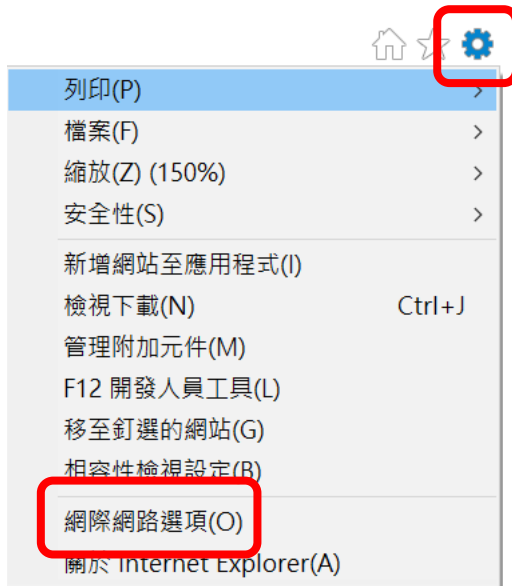 列印(P)
檔案(F)
縮放(Z) (150%)
安全性(S)
新增網站至應用程式(I)
檢視下載(N) Ctrl+J
管理附加元件(M)
F12 開發人員工具(L)
移至釘選的網站(G)
相容性檢視設定(B)
網際網路選項(O)
關於 Internet Explorer(A)